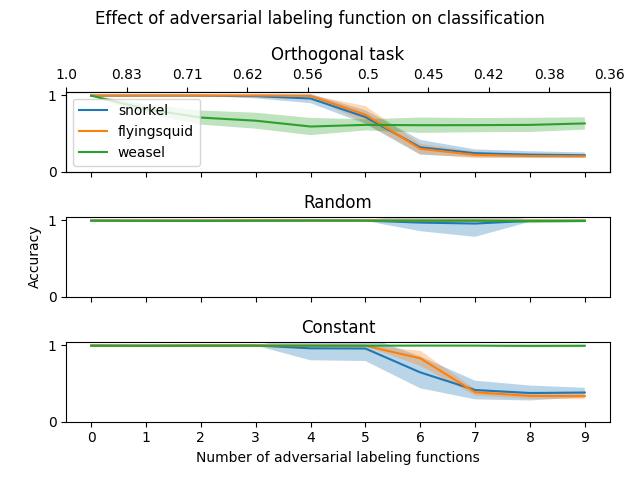 Effect of adversarial labeling function on classification
Orthogonal task
1.0 0.83 0.71 0.62 0.56 0.5 0.45 0.42 0.38 0.36
1
0
snorkel
flyingsquid
weasel
Random
1
0
Accuracy
Constant
1
0
0 1 2 3 4 5 6 7 8 9
Number of adversarial labeling functions